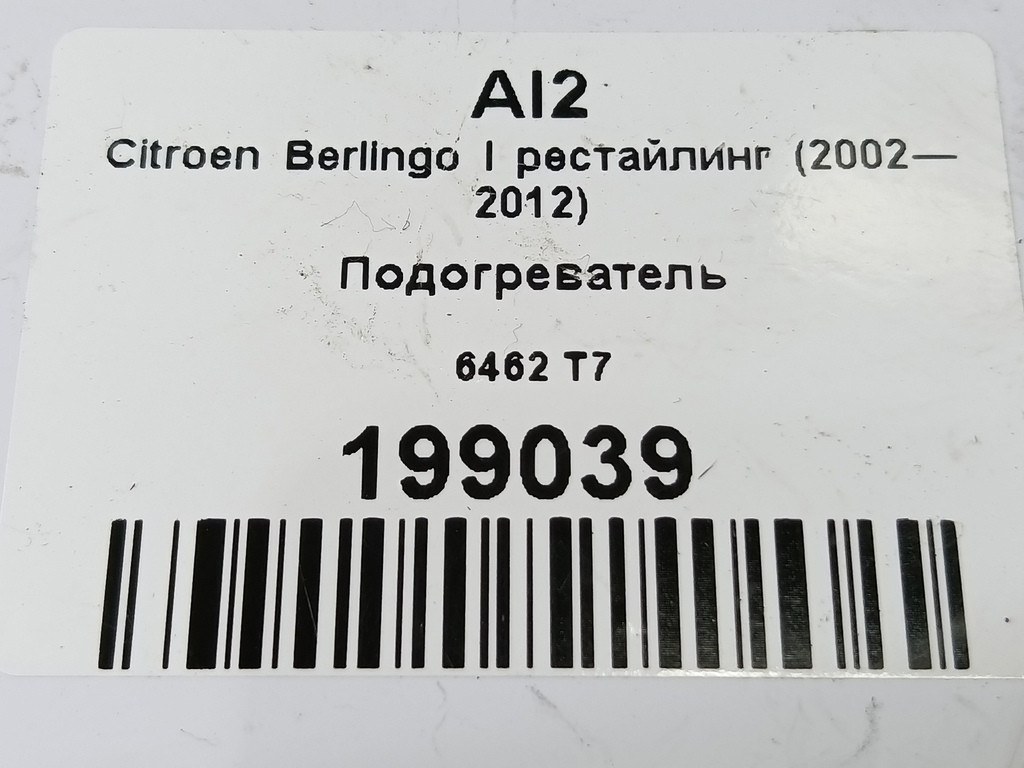 AI2
Citroen Berlingo I рестайлинг (2002—
2012)
Подогреватель
6462 T7
199039